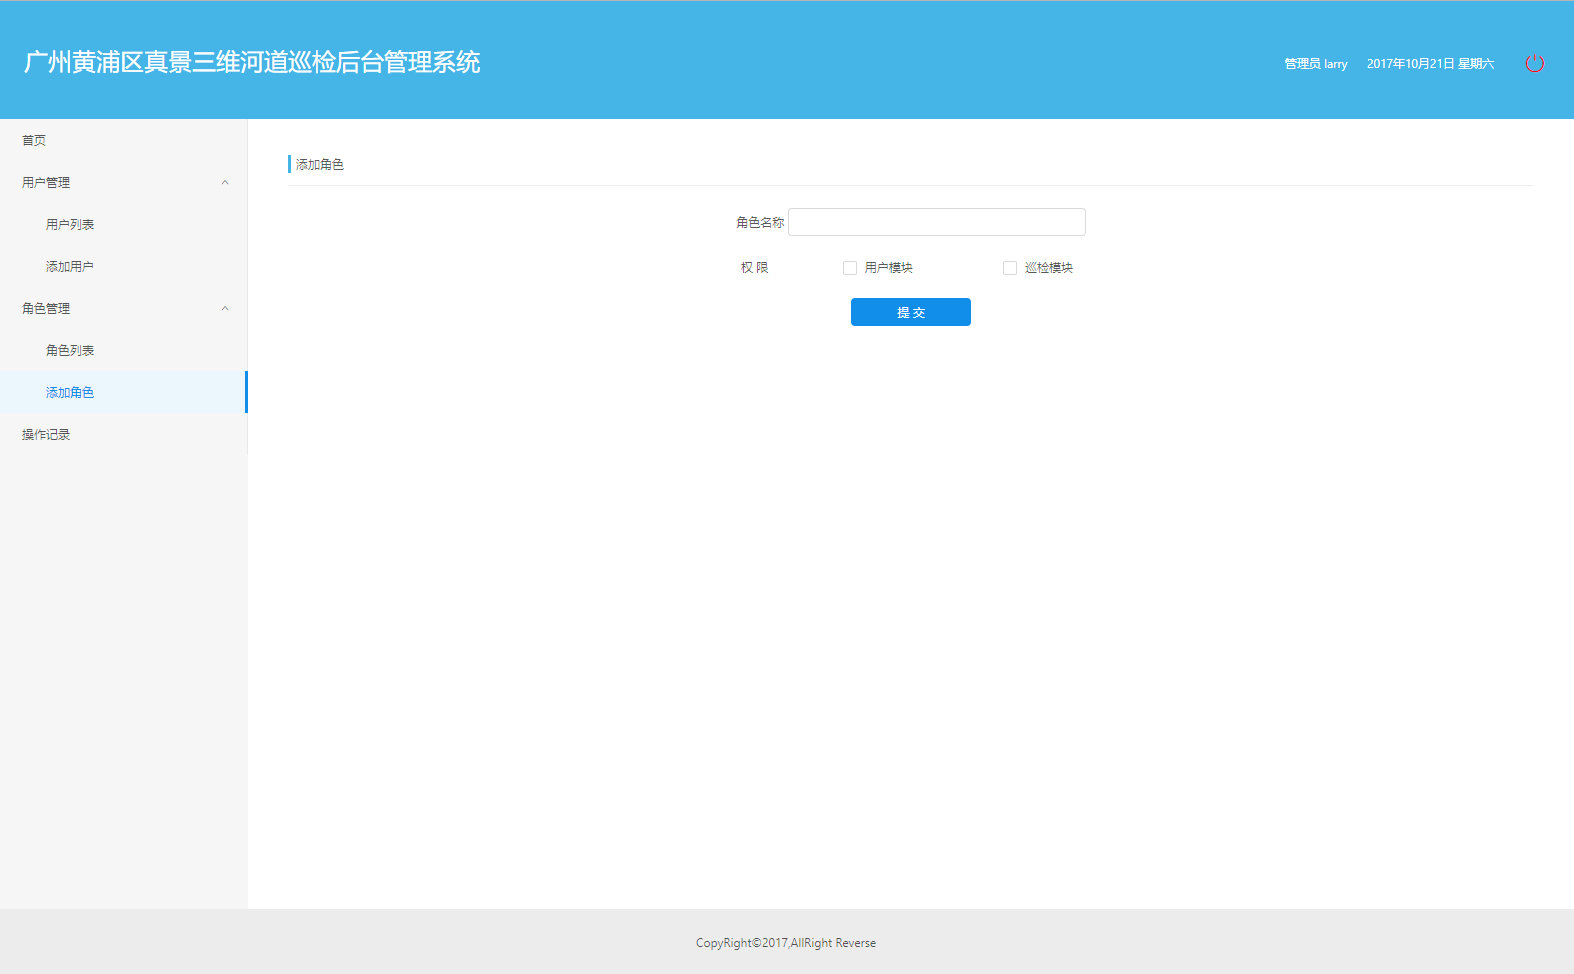 广州黄浦区真景三维河道巡检后台管理系统
管理员 larry 2017年10月21日 星期六
首页
用户管理
用户列表
添加用户
角色管理
角色列表
添加角色
操作记录
添加角色
角色名称
权 限 用户模块 巡检模块
提 交
CopyRight©2017,AllRight Reverse